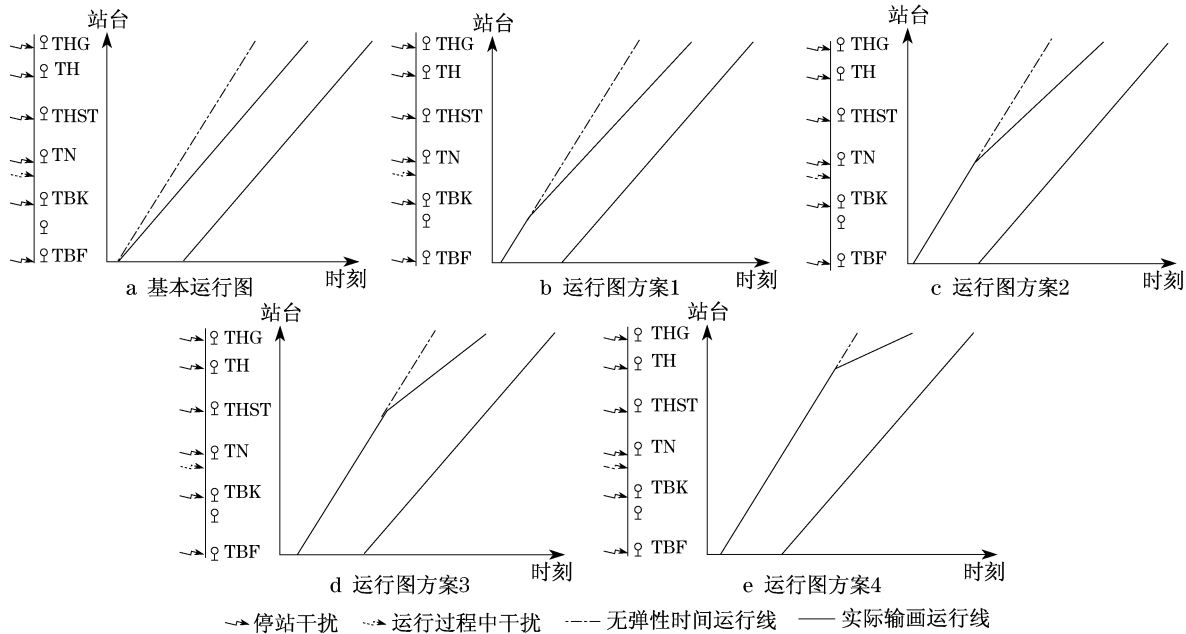 站台
THG
TH
THST
TN
TBK
TBF
时刻
a 基本运行图
站台
THG
TH
THST
TN
TBK
TBF
时刻
b 运行图方案1
站台
THG
TH
THST
TN
TBK
TBF
时刻
c 运行图方案2
站台
THG
TH
THST
TN
TBK
TBF
时刻
d 运行图方案3
站台
THG
TH
THST
TN
TBK
TBF
时刻
e 运行图方案4
停站干扰 运行过程中干扰 无弹性时间运行线 实际输画运行线